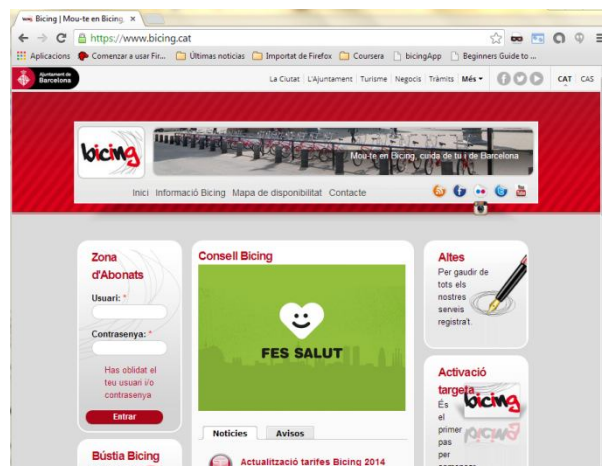 Bicing | Mou-te en Bicing,
https://www.bicing.cat
Aplicacions Comenzar a usar Fir... Últimas noticias Importat de Firefox Coursera bicingApp Beginners Guide to ...
Ajuntament de
Barcelona
La Ciutat L'Ajuntament Turisme Negocis Tràmits Més CAT CAS
bicing
Mou-te en Bicing, cuida de tu i de Barcelona
Inici Informació Bicing Mapa de disponibilitat Contacte
Zona
d'Abonats
Usuari: *
Contrasenya: *
Has oblidat el
teu usuari i/o
contrasenya
Entrar
Bústia Bicing
Consell Bicing
FES SALUT
Notícies Avisos
Actualització tarifes Bicing 2014
Altes
Per gaudir de
tots els
nostres
serveis
registra't.
Activació
targeta
bicing
És
el
primer
pas
per